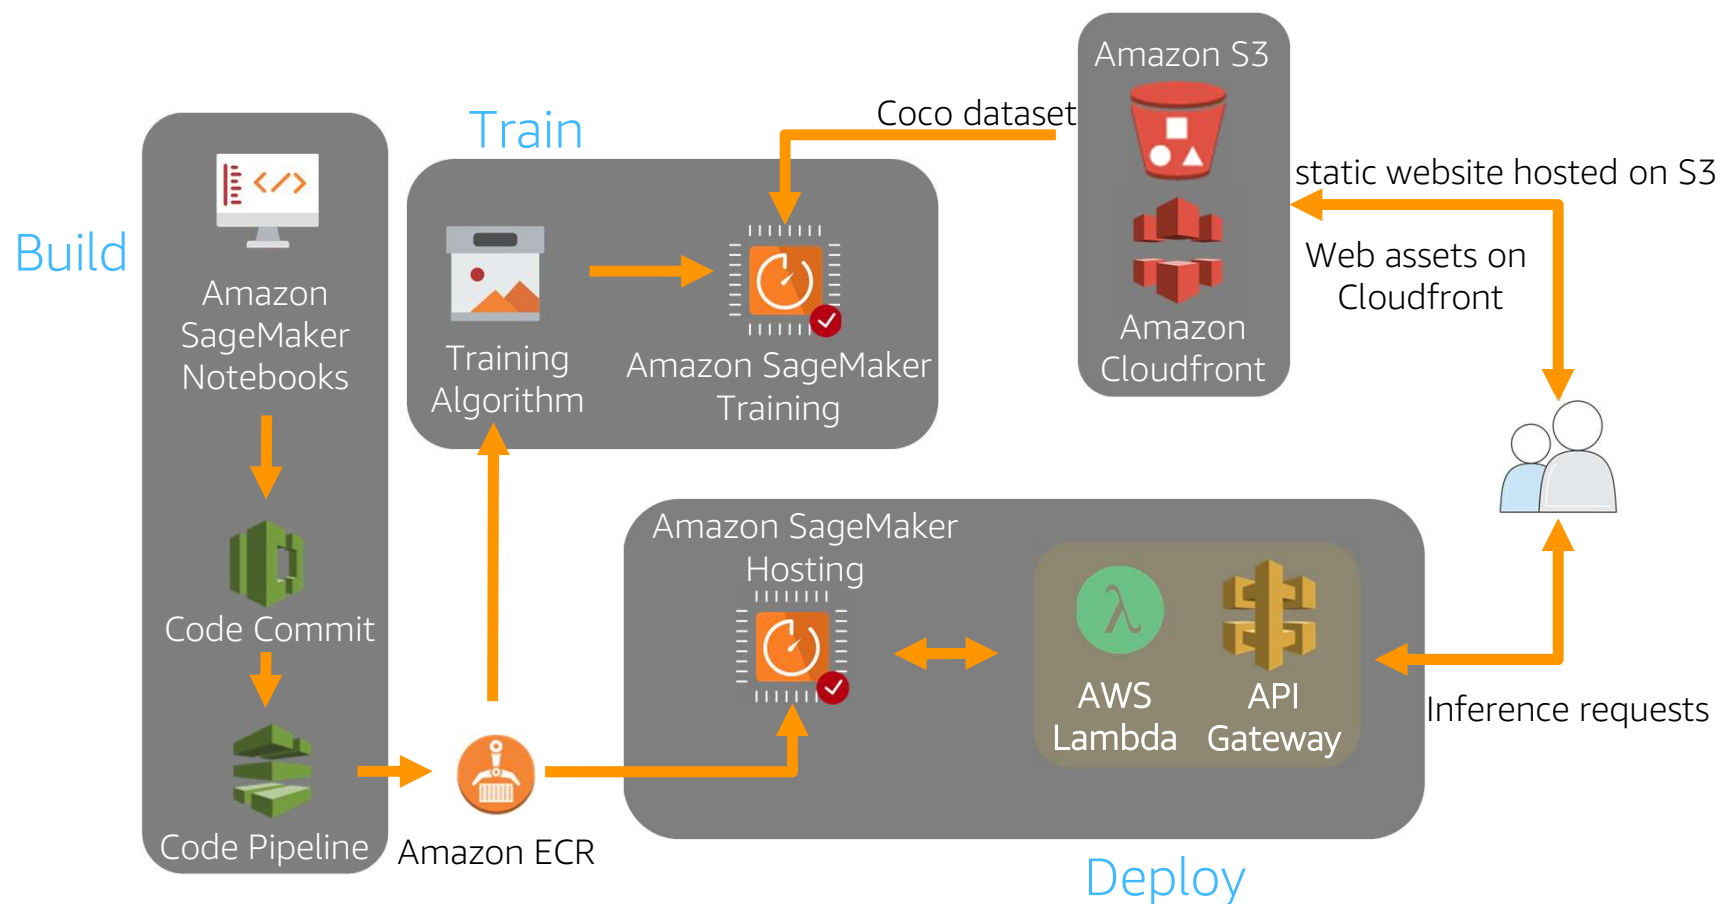 Build
Amazon
SageMaker
Notebooks
Code Commit
Code Pipeline
Amazon ECR
Train
Training
Algorithm
Amazon SageMaker
Training
Coco dataset
Amazon S3
Amazon
Cloudfront
static website hosted on S3
Web assets on
Cloudfront
Amazon SageMaker
Hosting
AWS
Lambda
API
Gateway
Inference requests
Deploy